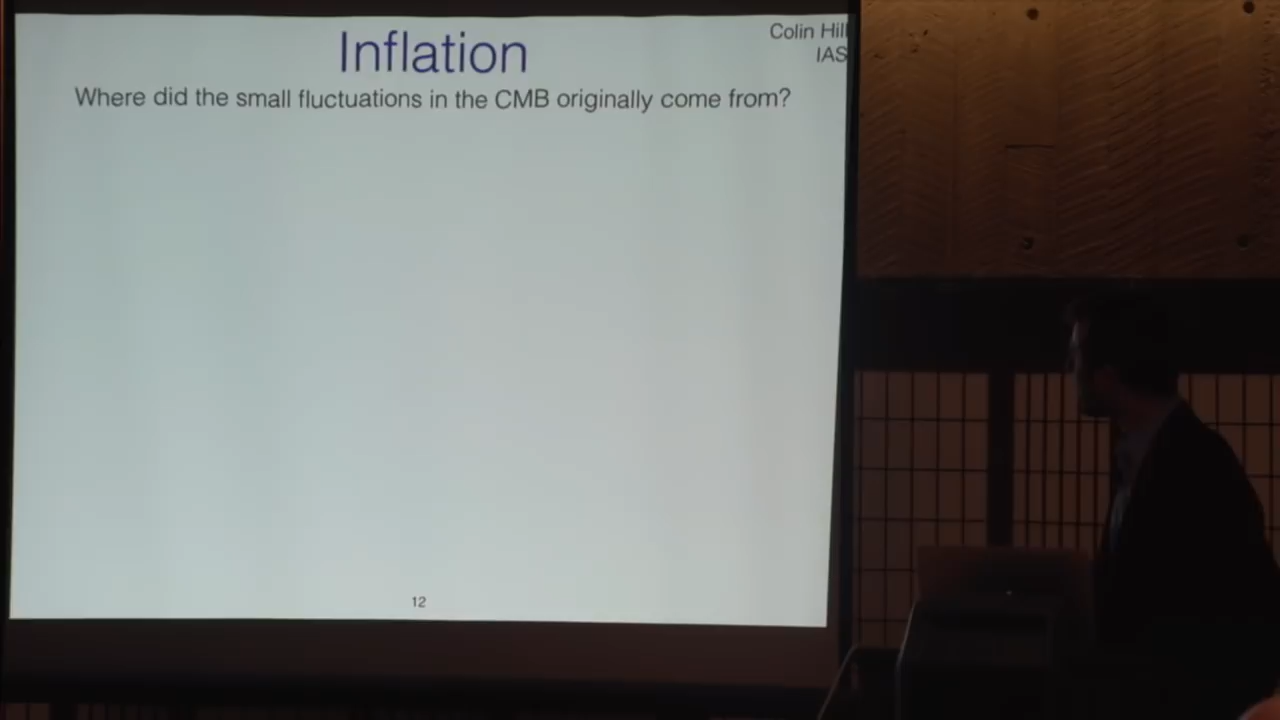 Inflation
Colin Hill
IAS
Where did the small fluctuations in the CMB originally come from?
12